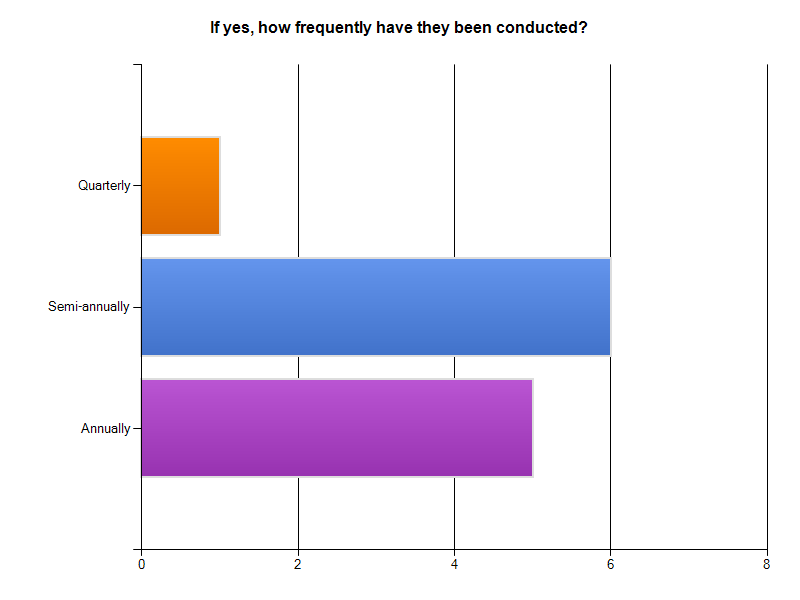 If yes, how frequently have they been conducted?
Quarterly
Semi-annually
Annually
0 2 4 6 8